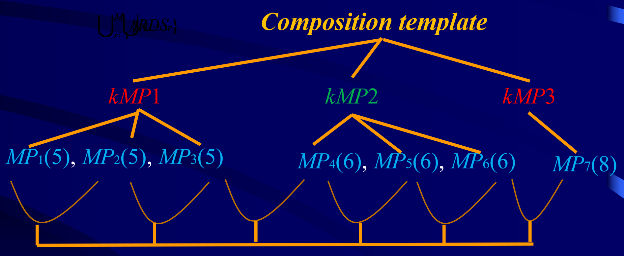 Composition template
kMP1 kMP2 kMP3
MP1(5), MP2(5), MP3(5) MP4(6), MP5(6), MP6(6) MP7(8)